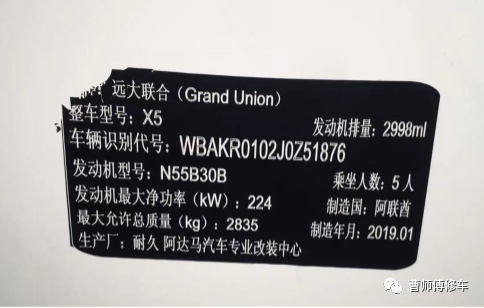 远大联合（Grand Union）
整车型号：X5
发动机排量：2998ml
车辆识别代号：WBAKR0102J0Z51876
发动机型号：N55B30B
乘坐人数：5人
发动机最大净功率（kW）：224
制造国：阿联酋
最大允许总质量（kg）：2835
制造年月：2019.01
生产厂：耐久 阿达马汽车专业改装中心
曹师傅修车